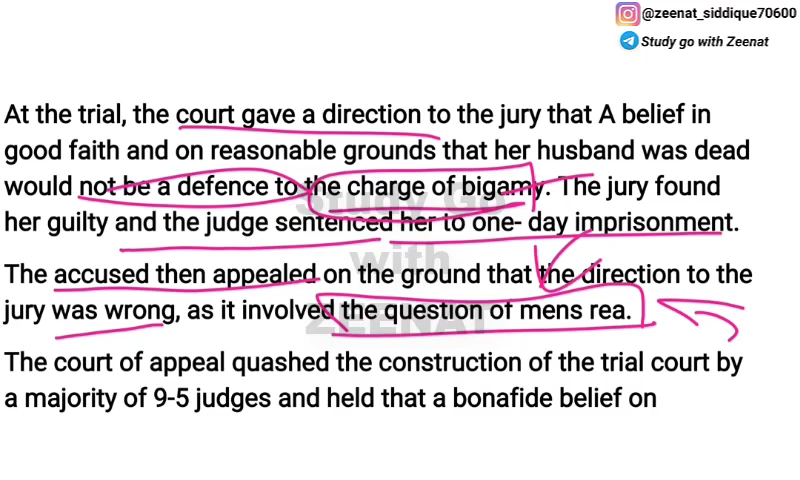 @zeenat_siddique70600
Study go with Zeenat
At the trial, the court gave a direction to the jury that A belief in
good faith and on reasonable grounds that her husband was dead
would not be a defence to the charge of bigamy. The jury found
her guilty and the judge sentenced her to one- day imprisonment.
The accused then appealed on the ground that the direction to the
jury was wrong, as it involved the question of mens rea.
The court of appeal quashed the construction of the trial court by
a majority of 9-5 judges and held that a bonafide belief on
Study Go
with
ZEENAT